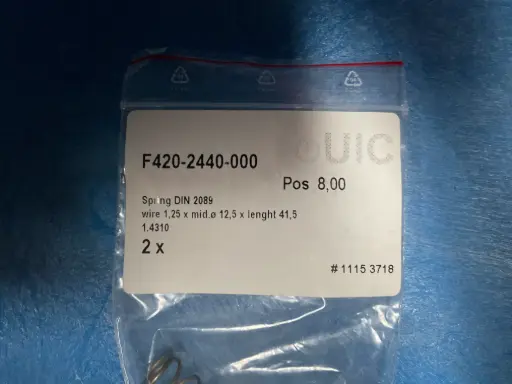 UIC
F420-2440-000
Pos 8,00
Spring DIN 2089
wire 1,25 x mid.ø 12,5 x lenght 41,5
1.4310
2 x
# 1115 3718